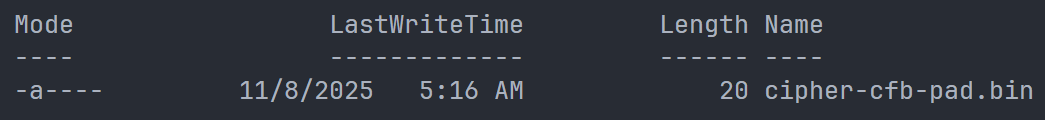 Mode                 LastWriteTime         Length Name
----                 -------------         ------ ----
-a----         11/8/2025   5:16 AM             20 cipher-cfb-pad.bin